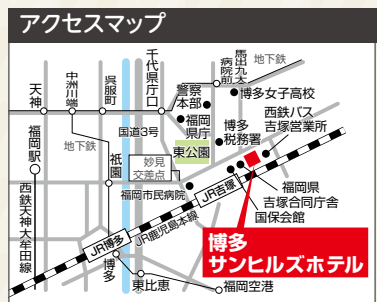 アクセスマップ
天神
中洲川端
呉服町
千代県庁口
馬出九大病院前
地下鉄
警察本部
博多女子高校
福岡県庁
国道3号
博多税務署
西鉄バス
吉塚営業所
東公園
地下鉄
福岡駅
祇園
妙見
交差点
福岡市民病院
JR吉塚
福岡県
吉塚合同庁舎
国保会館
西鉄天神大牟田線
JR博多
博多
JR鹿児島本線
博多
サンヒルズホテル
東比恵
福岡空港